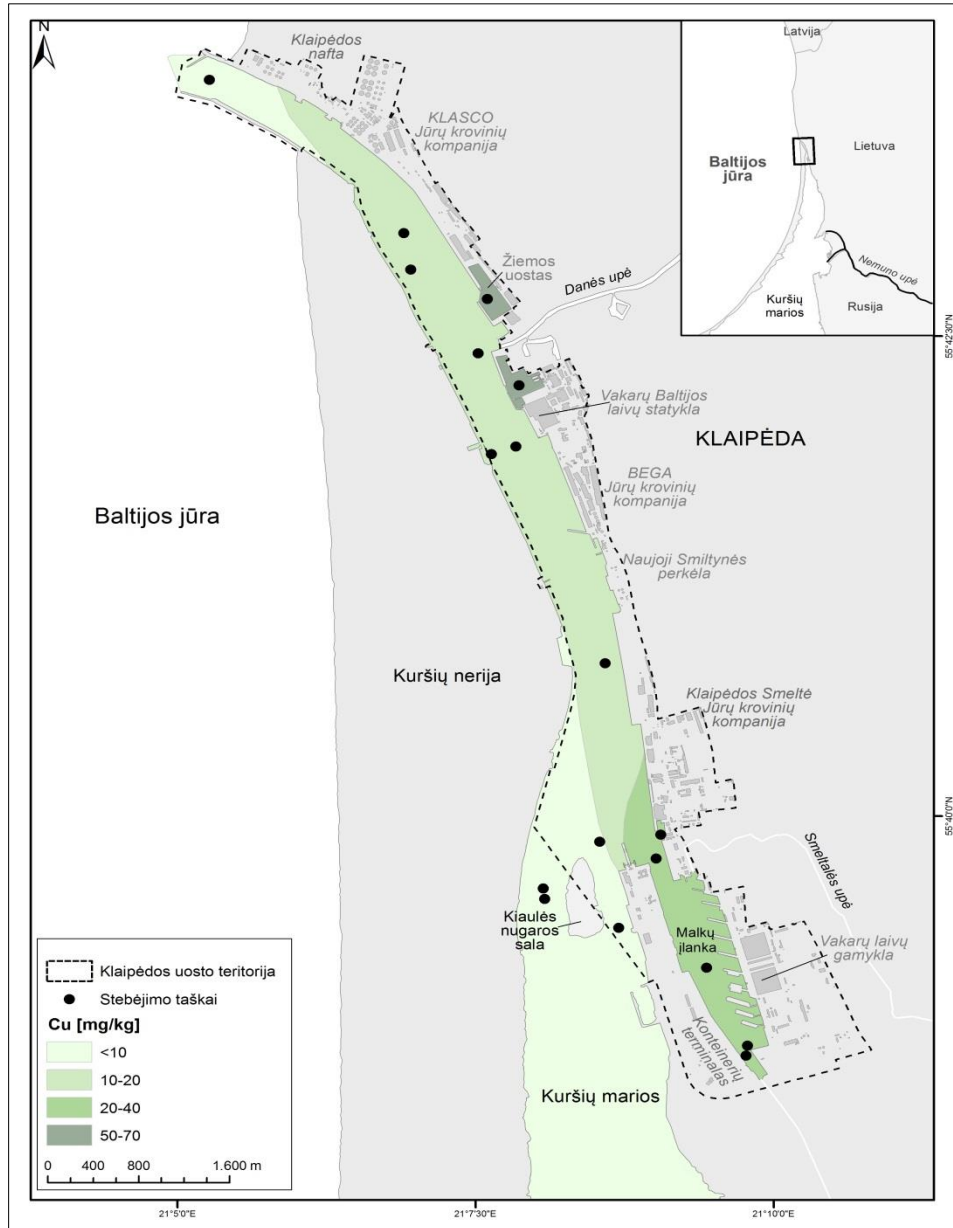 N
Klaipėdos
nafta
KLASCO
Jūrų krovinių
kompanija
Žiemos
uostas
Danės upė
Latvija
Baltijos
jūra
Lietuva
Nemuno upė
Kuršių
marios
Rusija
55°42'30"N
Vakarų Baltijos
laivų statykla
KLAIPĖDA
BEGA
Jūrų krovinių
kompanija
Baltijos jūra
Naujoji Smiltynės
perkėla
Kuršių nerija
Klaipėdos Smeltė
Jūrų krovinių
kompanija
55°40'0"N
Smeltalės upė
Kiaulės
nugaros
sala
Malkų
įlanka
Vakarų laivų
gamykla
Konteinerių
terminalas
Kuršių marios
Klaipėdos uosto teritorija
Stebėjimo taškai
Cu [mg/kg]
<10
10-20
20-40
50-70
0 400 800 1.600 m
21°5'0"E 21°7'30"E 21°10'0"E